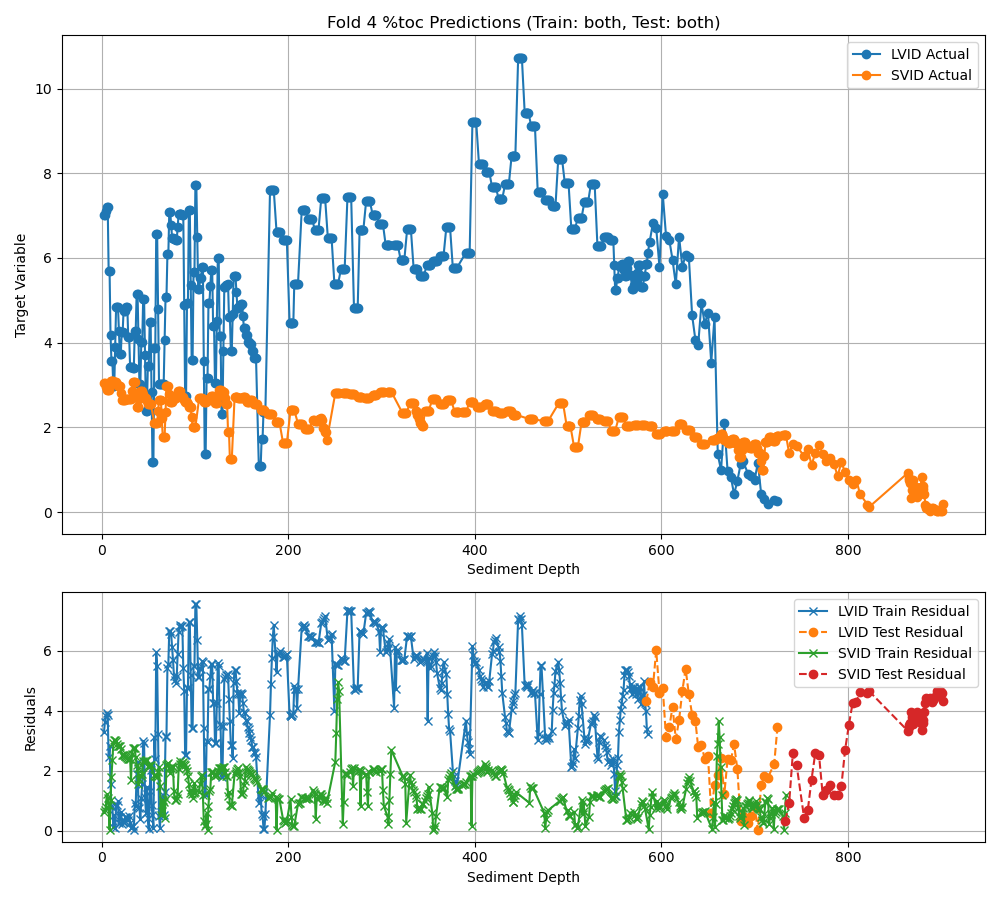 Fold 4 %toc Predictions (Train: both, Test: both)
LVID Actual
SVID Actual
Target Variable
10
8
6
4
2
0
0 200 400 600 800
Sediment Depth
LVID Train Residual
LVID Test Residual
SVID Train Residual
SVID Test Residual
Residuals
6
4
2
0
0 200 400 600 800
Sediment Depth